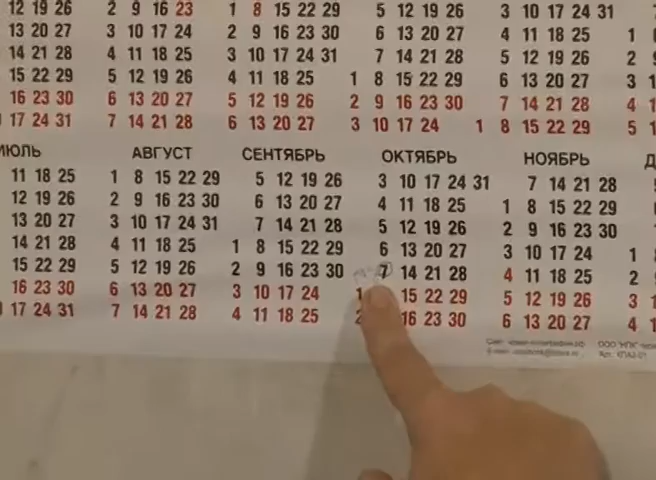 12 19 26 2 9 16 23 1 8 15 22 29 5 12 19 26 3 10 17 24 31
13 20 27 3 10 17 24 2 9 16 23 30 6 13 20 27 4 11 18 25 1
14 21 28 4 11 18 25 3 10 17 24 31 7 14 21 28 5 12 19 26 2
15 22 29 5 12 19 26 4 11 18 25 1 8 15 22 29 6 13 20 27 3
16 23 30 6 13 20 27 5 12 19 26 2 9 16 23 30 7 14 21 28 4
17 24 31 7 14 21 28 6 13 20 27 3 10 17 24 1 8 15 22 29 5
ИЮЛЬ АВГУСТ СЕНТЯБРЬ ОКТЯБРЬ НОЯБРЬ Д
11 18 25 1 8 15 22 29 5 12 19 26 3 10 17 24 31 7 14 21 28
12 19 26 2 9 16 23 30 6 13 20 27 4 11 18 25 1 8 15 22 29
13 20 27 3 10 17 24 31 7 14 21 28 5 12 19 26 2 9 16 23 30
14 21 28 4 11 18 25 1 8 15 22 29 6 13 20 27 3 10 17 24 1
15 22 29 5 12 19 26 2 9 16 23 30 7 14 21 28 4 11 18 25 2
16 23 30 6 13 20 27 3 10 17 24 1 15 22 29 5 12 19 26 3 1
17 24 31 7 14 21 28 4 11 18 25 2 16 23 30 6 13 20 27 4 1